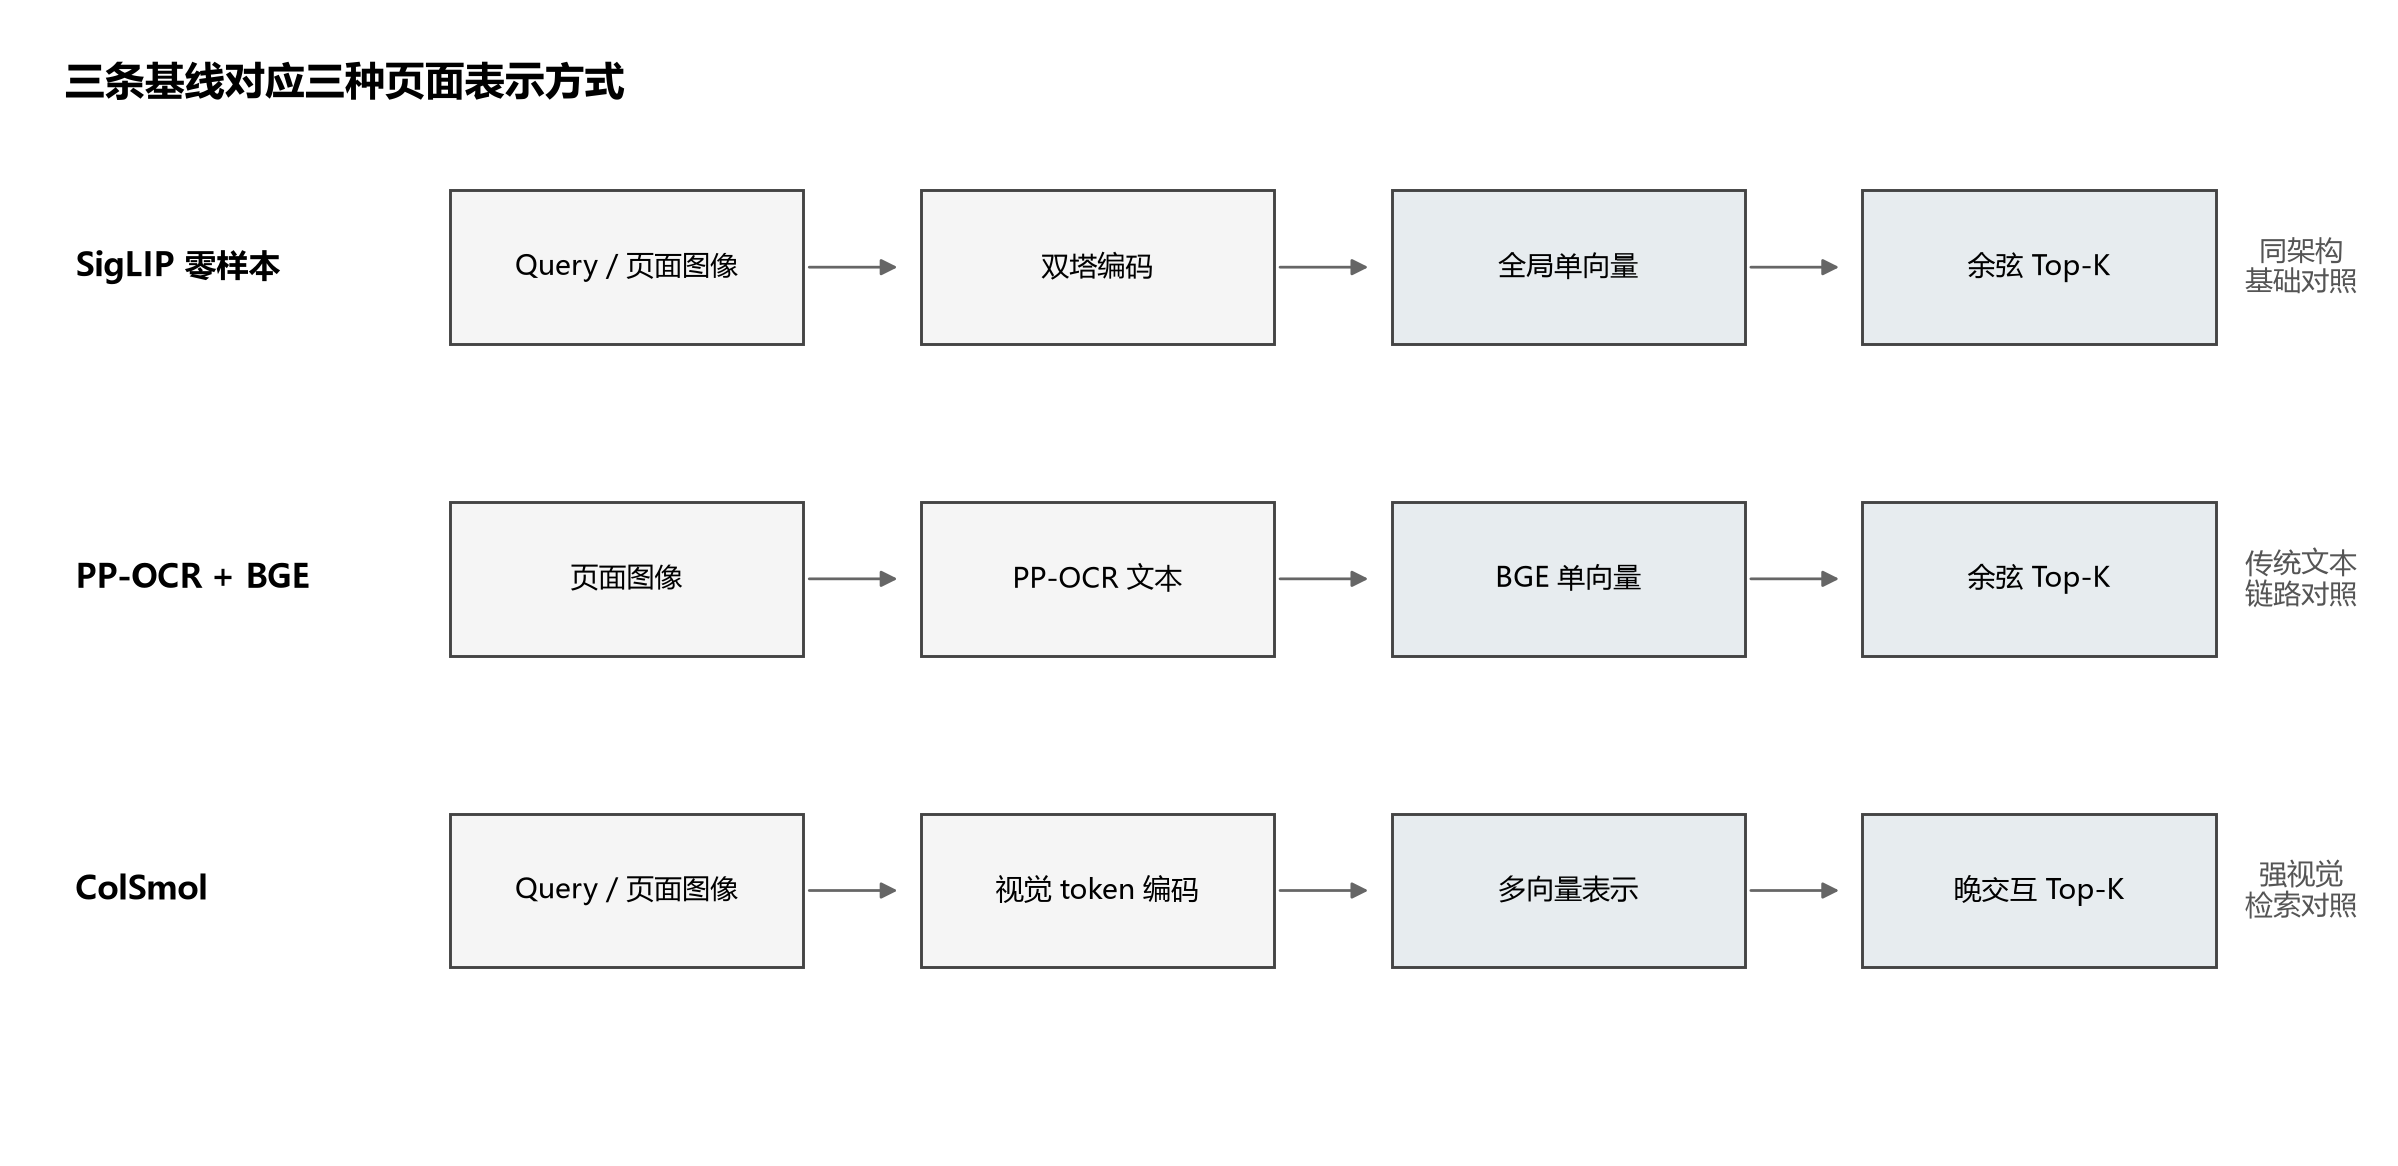 三条基线对应三种页面表示方式
SigLIP 零样本
Query / 页面图像
双塔编码
全局单向量
余弦 Top-K
同架构
基础对照
PP-OCR + BGE
页面图像
PP-OCR 文本
BGE 单向量
余弦 Top-K
传统文本
链路对照
ColSmol
Query / 页面图像
视觉 token 编码
多向量表示
晚交互 Top-K
强视觉
检索对照